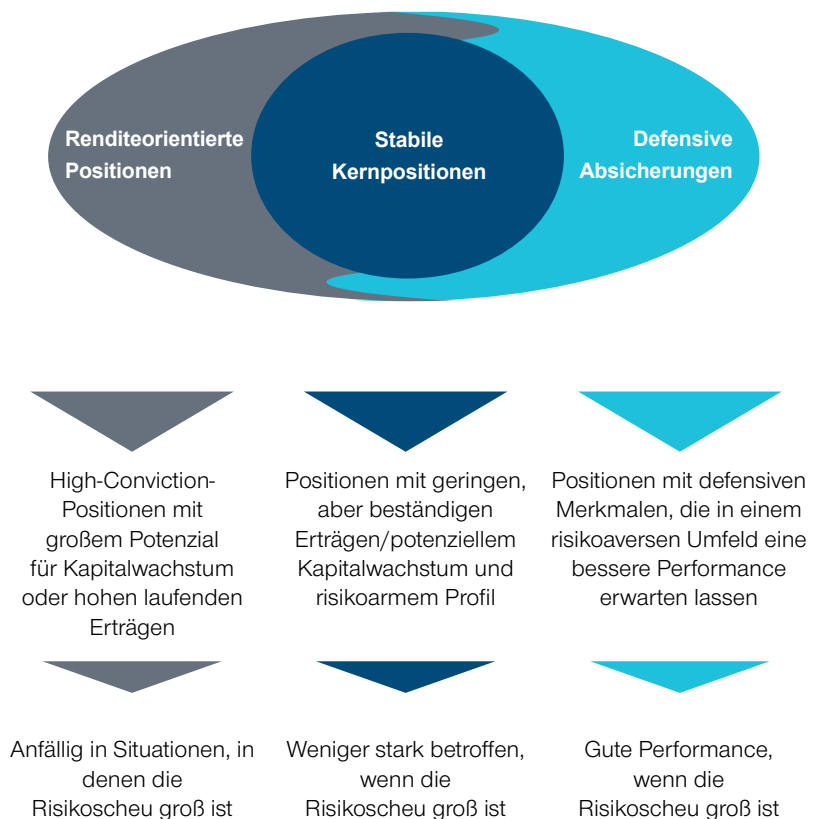 Renditeorientierte
Positionen
Stabile
Kernpositionen
Defensive
Absicherungen
High-Conviction-
Positionen mit
großem Potenzial
für Kapitalwachstum
oder hohen laufenden
Erträgen
Positionen mit geringen,
aber beständigen
Erträgen/potenziellem
Kapitalwachstum und
risikoarmem Profil
Positionen mit defensiven
Merkmalen, die in einem
risikoaversen Umfeld eine
bessere Performance
erwarten lassen
Anfällig in Situationen, in
denen die
Risikoscheu groß ist
Weniger stark betroffen,
wenn die
Risikoscheu groß ist
Gute Performance,
wenn die
Risikoscheu groß ist